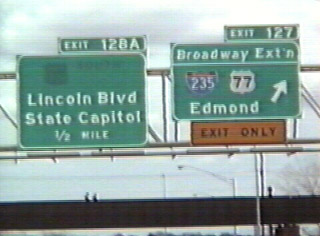 EXIT 128A
Lincoln Blvd
State Capitol
1/2 MILE
EXIT 127
Broadway Ext'n
235 77
Edmond
EXIT ONLY